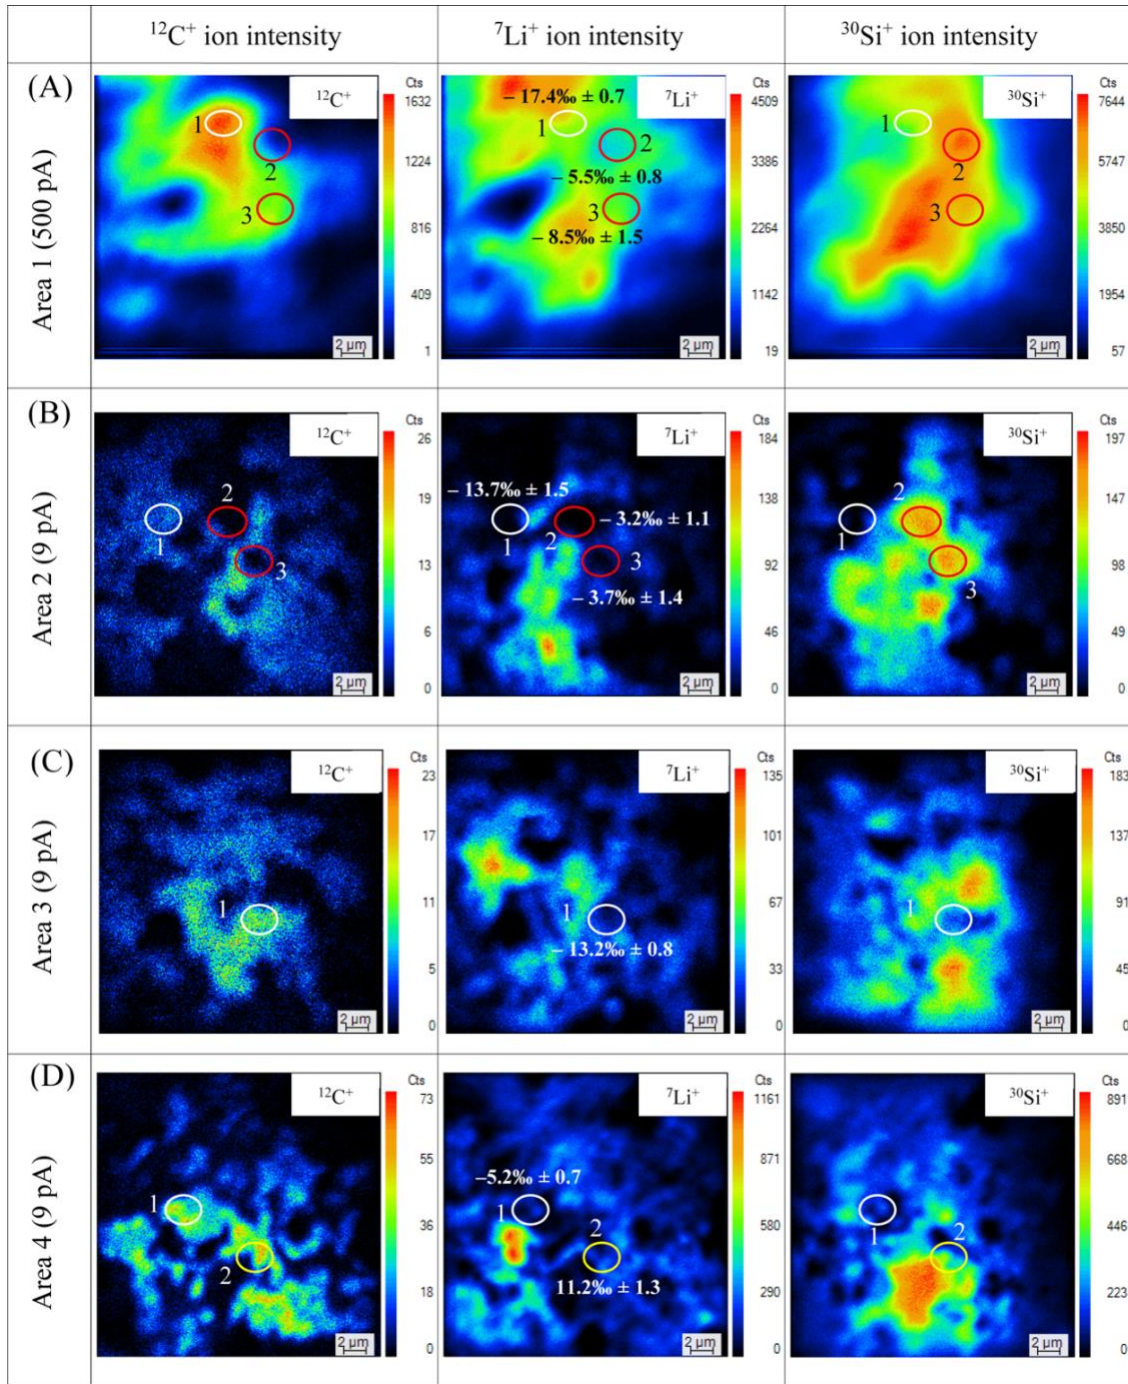 ¹²C⁺ ion intensity
⁷Li⁺ ion intensity
³⁰Si⁺ ion intensity
(A)
Area 1 (500 pA)
¹²C⁺
1
2
3
2 µm
Cts
1632
1224
816
409
1
⁷Li⁺
– 17.4‰ ± 0.7
1
2
– 5.5‰ ± 0.8
3
– 8.5‰ ± 1.5
2 µm
Cts
4509
3386
2264
1142
19
³⁰Si⁺
1
2
3
2 µm
Cts
7644
5747
3850
1954
57
(B)
Area 2 (9 pA)
¹²C⁺
2
1
3
2 µm
Cts
26
19
13
6
0
⁷Li⁺
– 13.7‰ ± 1.5
– 3.2‰ ± 1.1
1
2
3
– 3.7‰ ± 1.4
2 µm
Cts
184
138
92
46
0
³⁰Si⁺
2
1
3
2 µm
Cts
197
147
98
49
0
(C)
Area 3 (9 pA)
¹²C⁺
1
2 µm
Cts
23
17
11
5
0
⁷Li⁺
1
– 13.2‰ ± 0.8
2 µm
Cts
135
101
67
33
0
³⁰Si⁺
1
2 µm
Cts
183
137
91
45
0
(D)
Area 4 (9 pA)
¹²C⁺
1
2
2 µm
Cts
73
55
36
18
0
⁷Li⁺
–5.2‰ ± 0.7
1
2
11.2‰ ± 1.3
2 µm
Cts
1161
871
580
290
0
³⁰Si⁺
1
2
2 µm
Cts
891
668
446
223
0